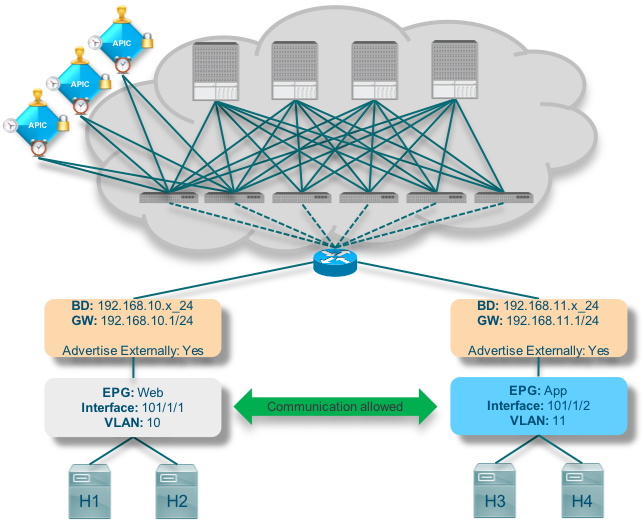 APIC
APIC
APIC
BD: 192.168.10.x_24
GW: 192.168.10.1/24
Advertise Externally: Yes
BD: 192.168.11.x_24
GW: 192.168.11.1/24
Advertise Externally: Yes
EPG: Web
Interface: 101/1/1
VLAN: 10
Communication allowed
EPG: App
Interface: 101/1/2
VLAN: 11
H1
H2
H3
H4